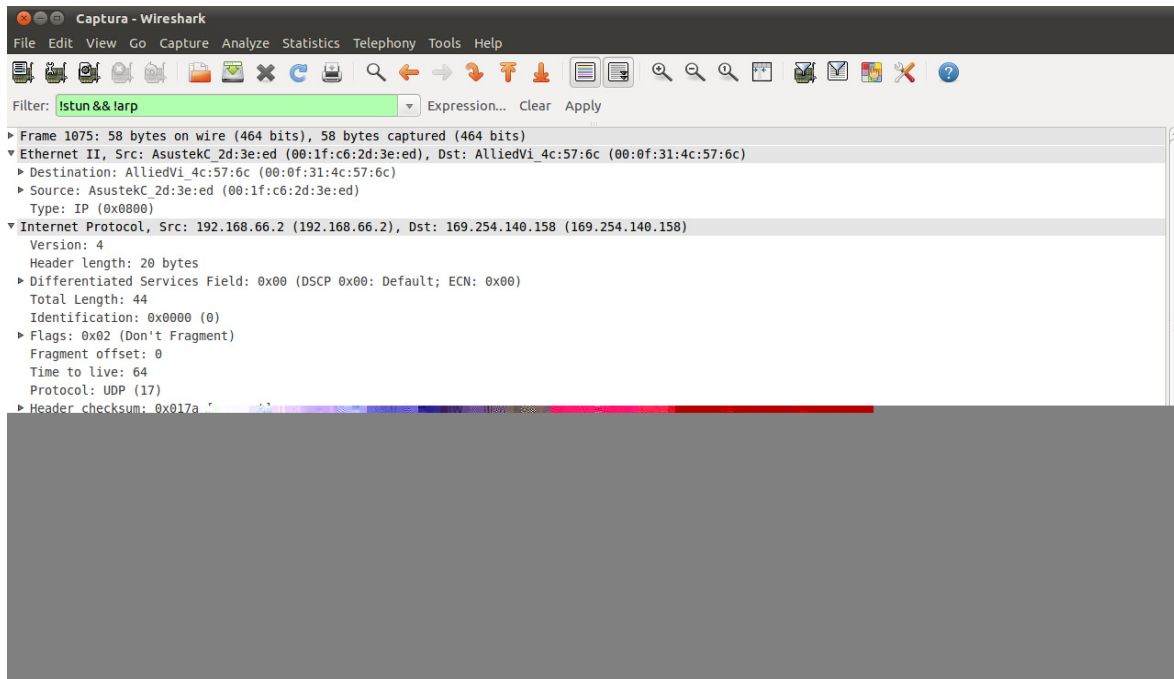 Captura - Wireshark
File Edit View Go Capture Analyze Statistics Telephony Tools Help
Filter: !stun && !arp Expression... Clear Apply
Frame 1075: 58 bytes on wire (464 bits), 58 bytes captured (464 bits)
Ethernet II, Src: AsustekC_2d:3e:ed (00:1f:c6:2d:3e:ed), Dst: AlliedVi_4c:57:6c (00:0f:31:4c:57:6c)
Destination: AlliedVi_4c:57:6c (00:0f:31:4c:57:6c)
Source: AsustekC_2d:3e:ed (00:1f:c6:2d:3e:ed)
Type: IP (0x0800)
Internet Protocol, Src: 192.168.66.2 (192.168.66.2), Dst: 169.254.140.158 (169.254.140.158)
Version: 4
Header length: 20 bytes
Differentiated Services Field: 0x00 (DSCP 0x00: Default; ECN: 0x00)
Total Length: 44
Identification: 0x0000 (0)
Flags: 0x02 (Don't Fragment)
Fragment offset: 0
Time to live: 64
Protocol: UDP (17)
Header checksum: 0x017a